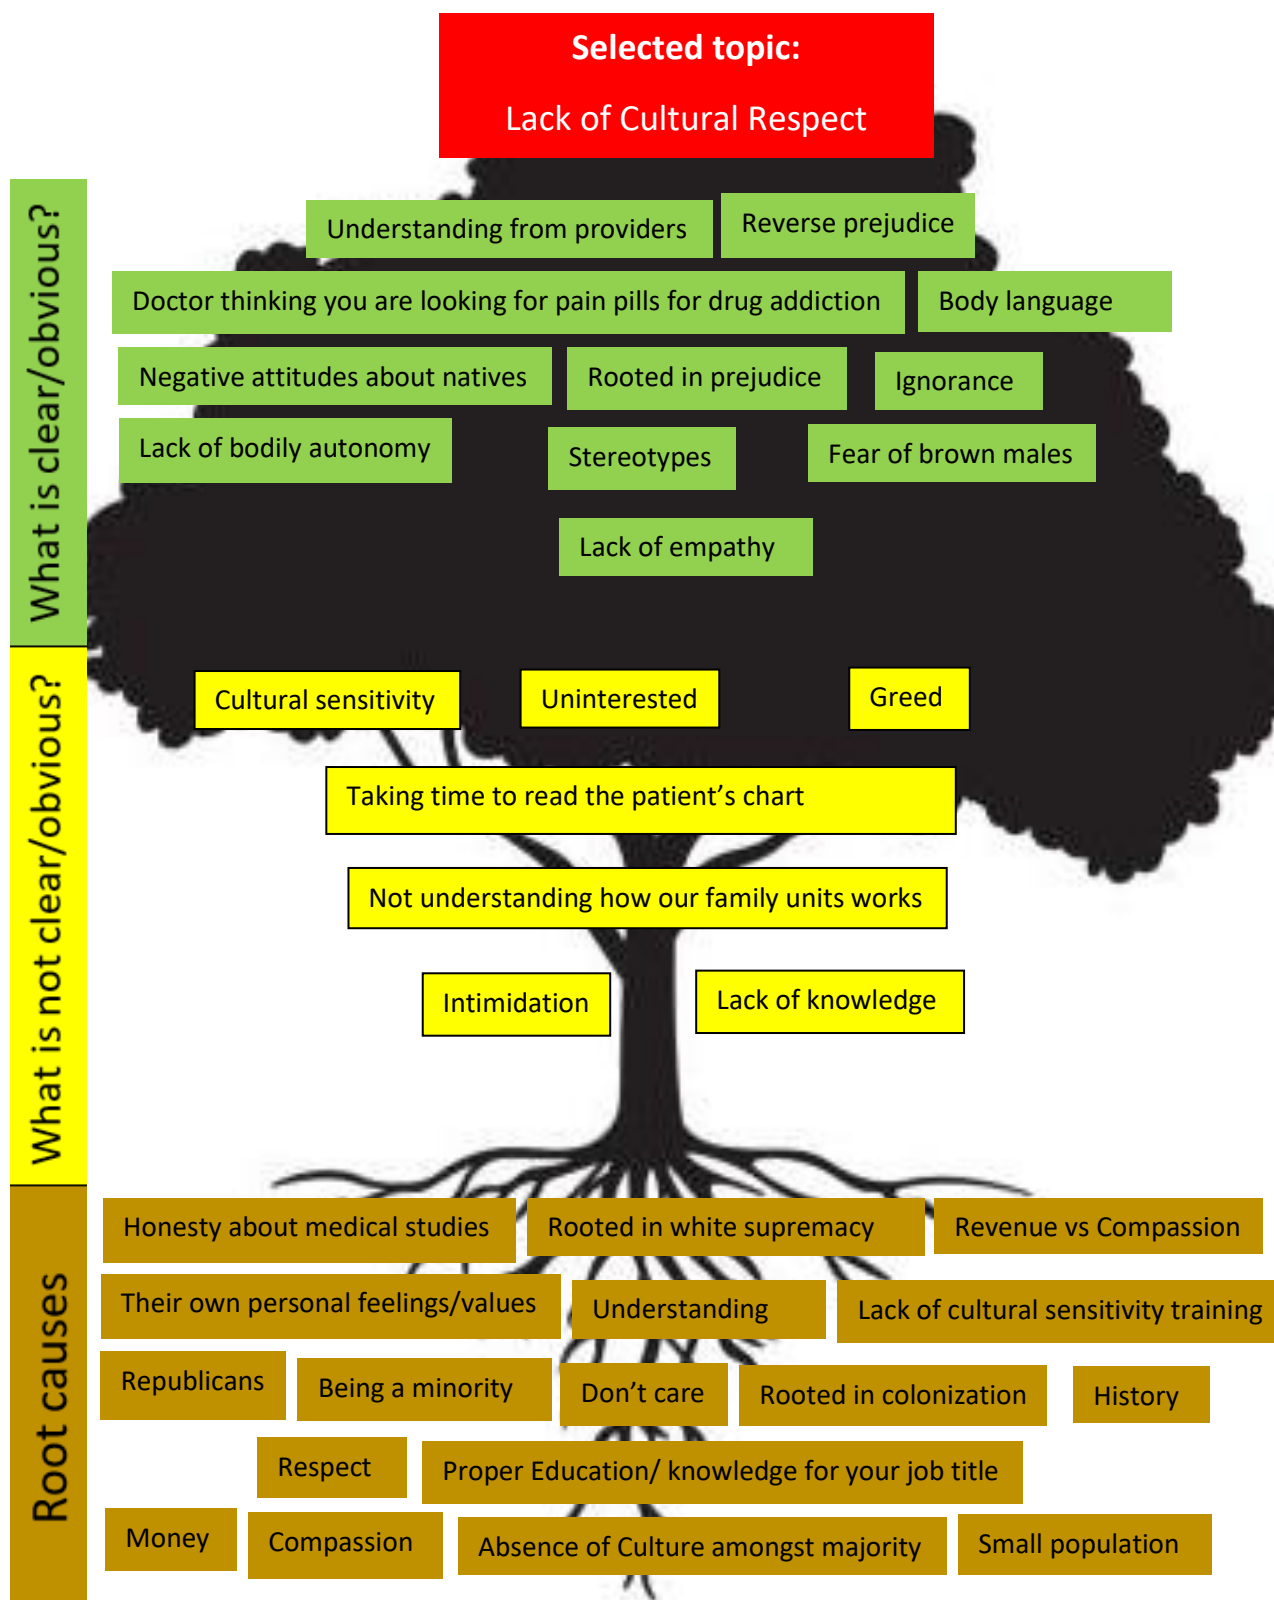 Selected topic:
Lack of Cultural Respect
What is clear/obvious?
Understanding from providers
Reverse prejudice
Doctor thinking you are looking for pain pills for drug addiction
Body language
Negative attitudes about natives
Rooted in prejudice
Ignorance
Lack of bodily autonomy
Stereotypes
Fear of brown males
Lack of empathy
What is not clear/obvious?
Cultural sensitivity
Uninterested
Greed
Taking time to read the patient’s chart
Not understanding how our family units works
Intimidation
Lack of knowledge
Root causes
Honesty about medical studies
Rooted in white supremacy
Revenue vs Compassion
Their own personal feelings/values
Understanding
Lack of cultural sensitivity training
Republicans
Being a minority
Don’t care
Rooted in colonization
History
Respect
Proper Education/ knowledge for your job title
Money
Compassion
Absence of Culture amongst majority
Small population